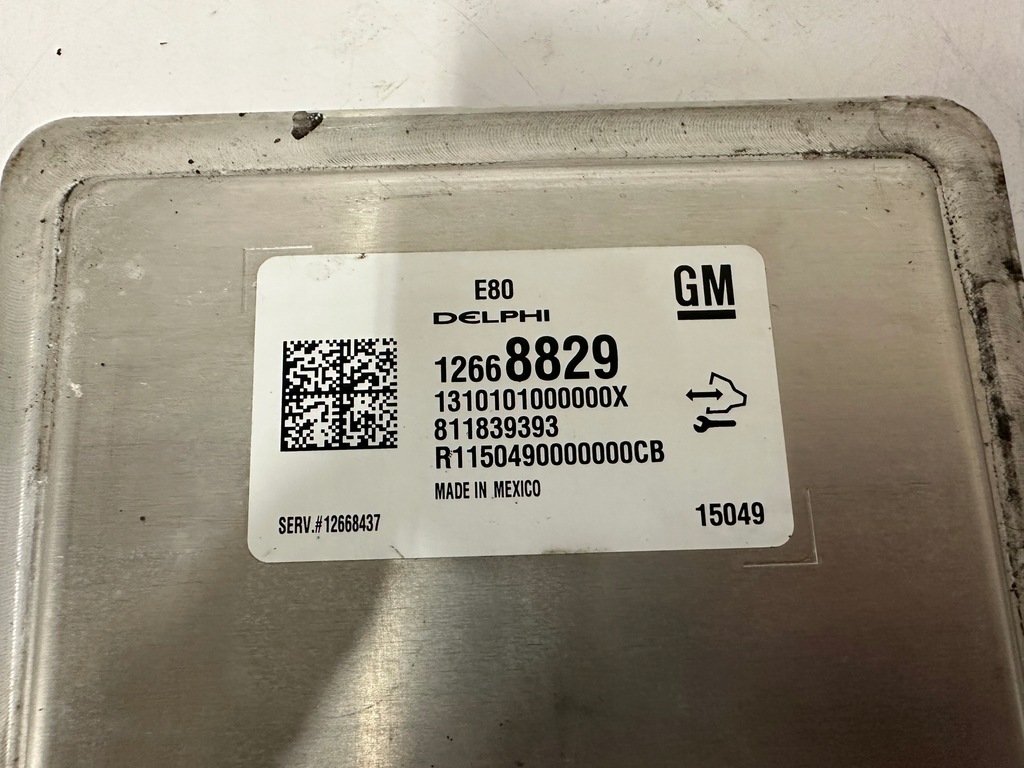 E80
GM
DELPHI
12668829
1310101000000X
811839393
R1150490000000CB
MADE IN MEXICO
SERV.#12668437
15049